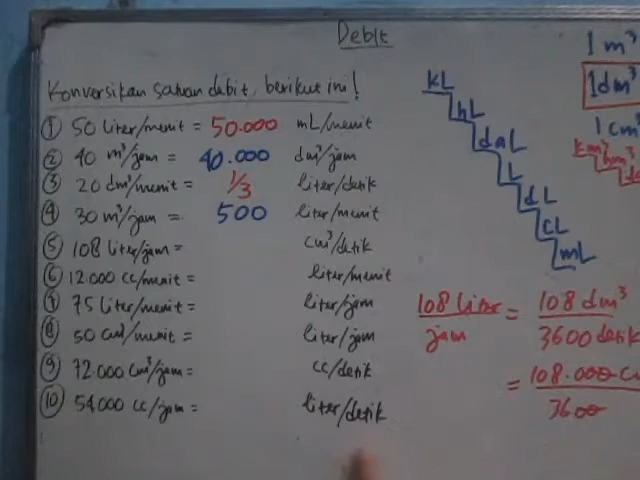 Debit
Konversikan satuan debit, berikut ini!
① 50 liter/menit = 50.000 mL/menit
② 40 m³/jam = 40.000 dm³/jam
③ 20 dm³/menit = 1/3 liter/detik
④ 30 m³/jam = 500 liter/menit
⑤ 108 liter/jam = cm³/detik
⑥ 12.000 cc/menit = liter/menit
⑦ 75 liter/menit = liter/jam
⑧ 50 cm³/menit = liter/jam
⑨ 72.000 cm³/jam = cc/detik
⑩ 54.000 cc/jam = liter/detik
kL
hL
daL
L
dL
cL
mL
1 m³
1 dm³
1 cm³
km³
hm³
108 liter/jam = 108 dm³/3600 detik
= 108.000 c/3600